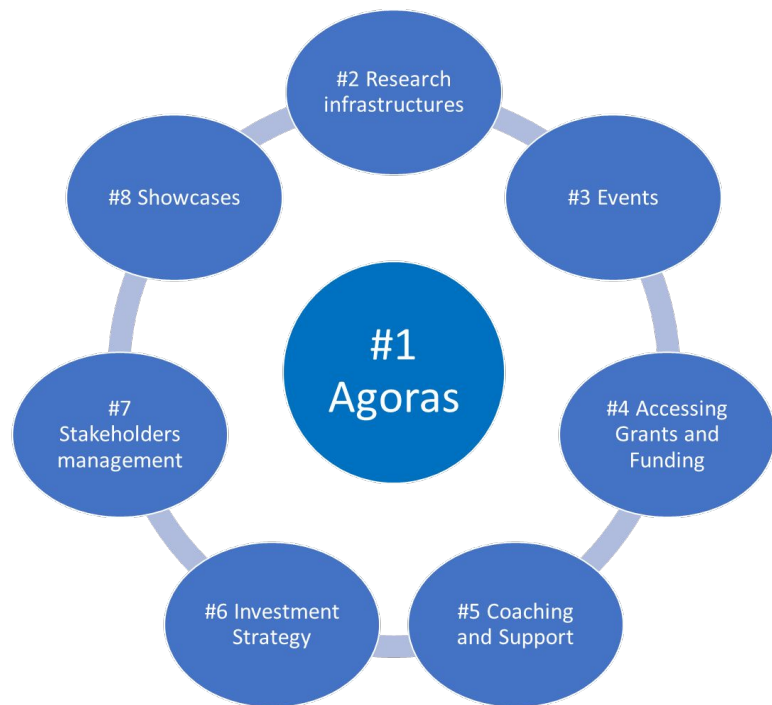 #2 Research
infrastructures
#3 Events
#4 Accessing
Grants and
Funding
#5 Coaching
and Support
#6 Investment
Strategy
#7
Stakeholders
management
#8 Showcases
#1
Agoras